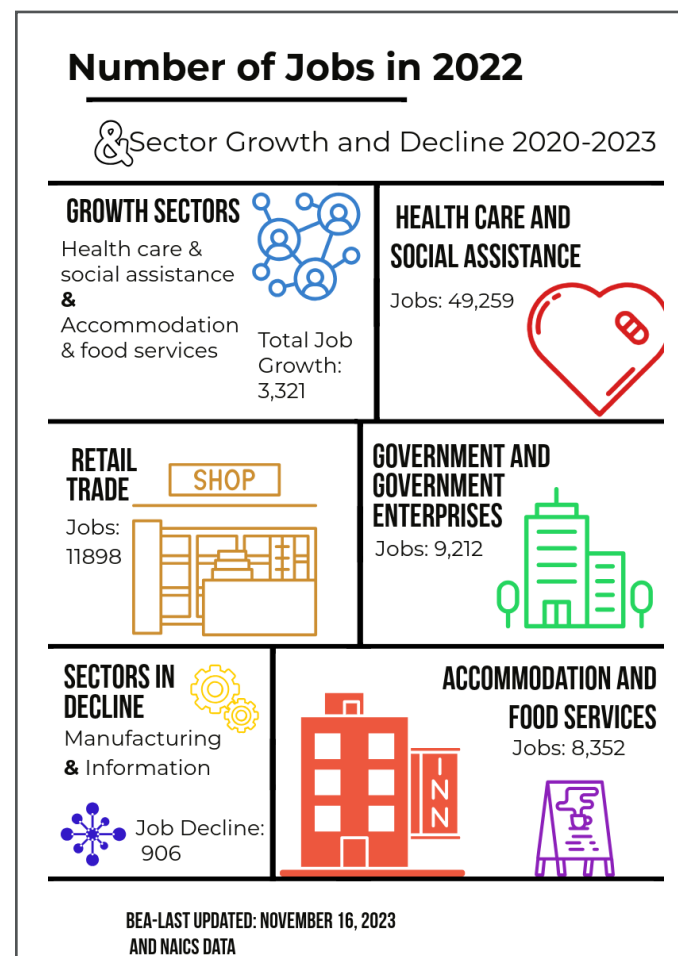 Number of Jobs in 2022
&Sector Growth and Decline 2020-2023
GROWTH SECTORS
Health care &
social assistance
&
Accommodation
& food services
Total Job
Growth:
3,321
HEALTH CARE AND
SOCIAL ASSISTANCE
Jobs: 49,259
RETAIL
TRADE
Jobs:
11898
SHOP
GOVERNMENT AND
GOVERNMENT
ENTERPRISES
Jobs: 9,212
SECTORS IN
DECLINE
Manufacturing
& Information
Job Decline:
906
ACCOMMODATION AND
FOOD SERVICES
Jobs: 8,352
INN
BEA-LAST UPDATED: NOVEMBER 16, 2023
AND NAICS DATA